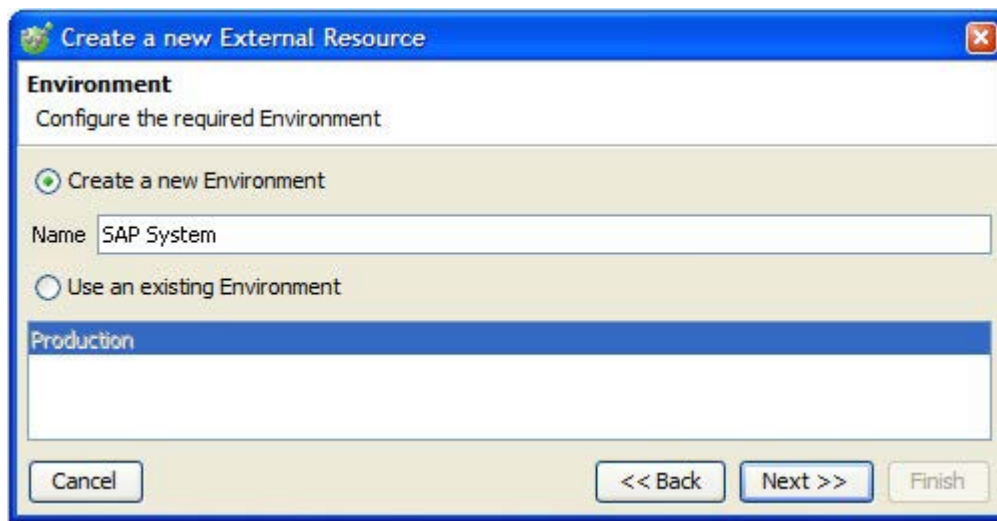 Create a new External Resource
Environment
Configure the required Environment
Create a new Environment
Name SAP System
Use an existing Environment
Production
Cancel << Back Next >> Finish